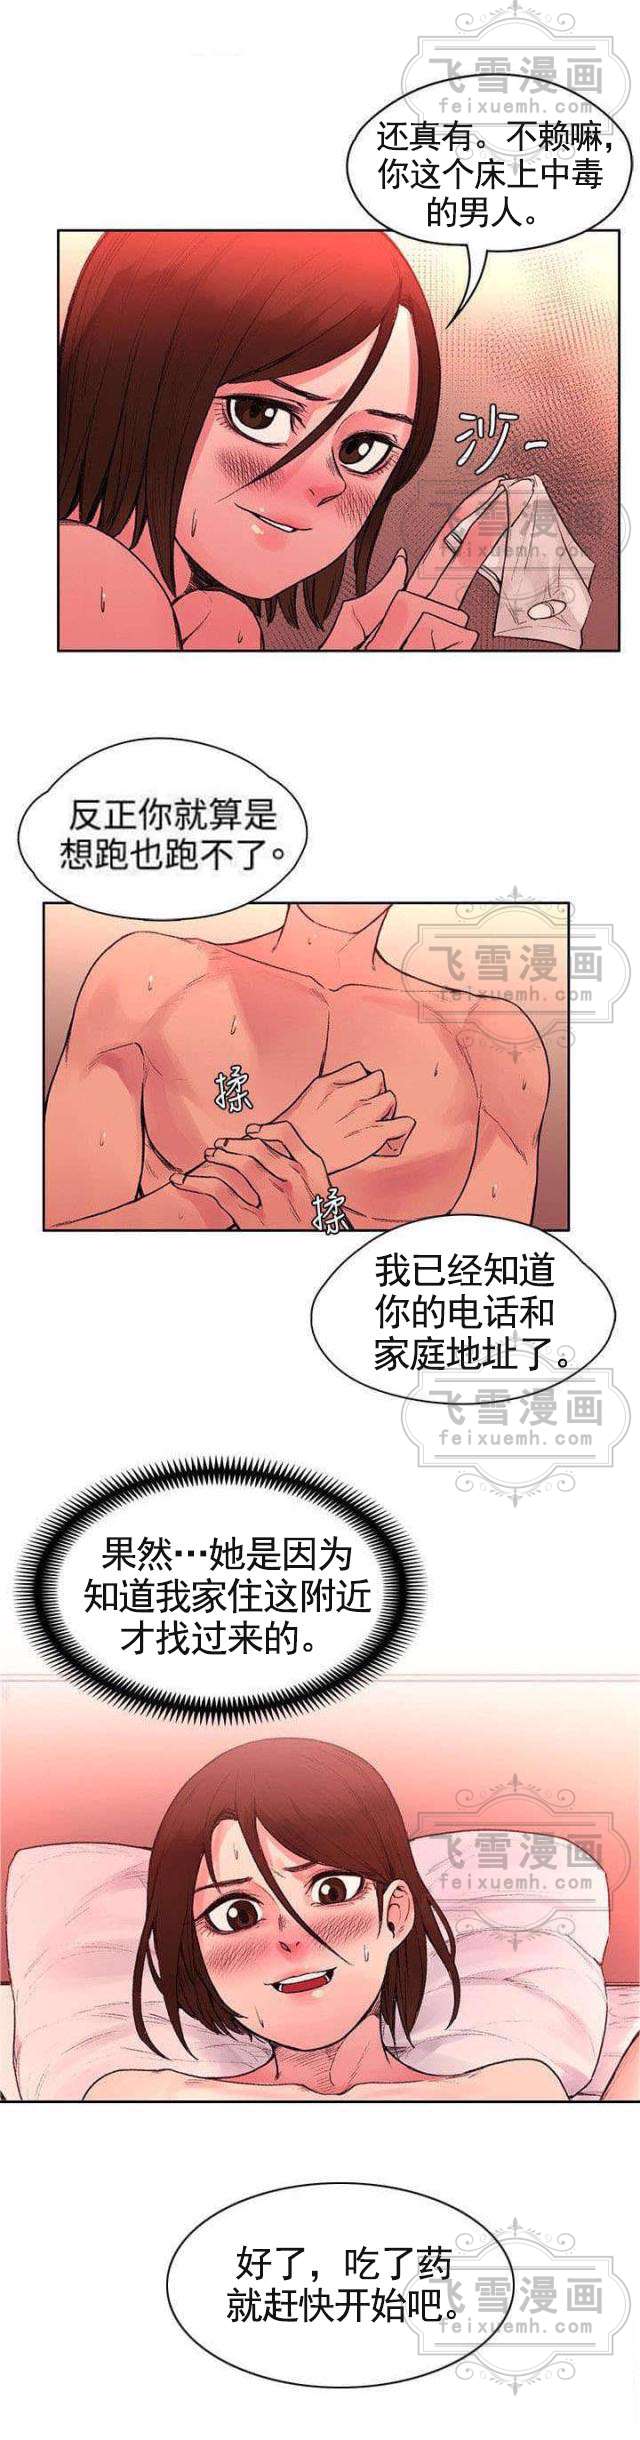 飞雪漫画
feixuemh.com
还真有。不赖嘛，
你这个床上中毒
的男人。
沙
飞雪漫画
feixuemh.com
反正你就算是
想跑也跑不了。
飞雪漫画
feixuemh.com
揉
揉
我已经知道
你的电话和
家庭地址了。
飞雪漫画
feixuemh.com
果然…她是因为
知道我家住这附近
才找过来的。
飞雪漫画
feixuemh.com
好了，吃了药
就赶快开始吧。
飞雪漫画
feixuemh.com